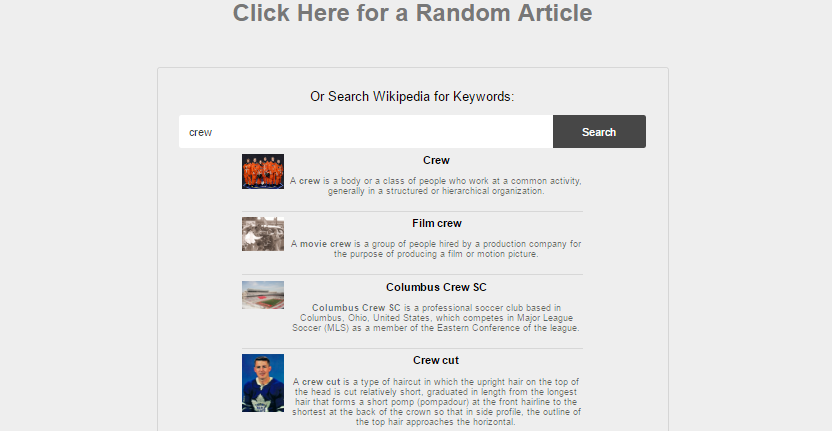 Click Here for a Random Article
Or Search Wikipedia for Keywords:
crew
Search
Crew
A crew is a body or a class of people who work at a common activity,
generally in a structured or hierarchical organization.
Film crew
A movie crew is a group of people hired by a production company for
the purpose of producing a film or motion picture.
Columbus Crew SC
Columbus Crew SC is a professional soccer club based in
Columbus, Ohio, United States, which competes in Major League
Soccer (MLS) as a member of the Eastern Conference of the league.
Crew cut
A crew cut is a type of haircut in which the upright hair on the top of
the head is cut relatively short, graduated in length from the longest
hair that forms a short pomp (pompadour) at the front hairline to the
shortest at the back of the crown so that in side profile, the outline of
the top hair approaches the horizontal.